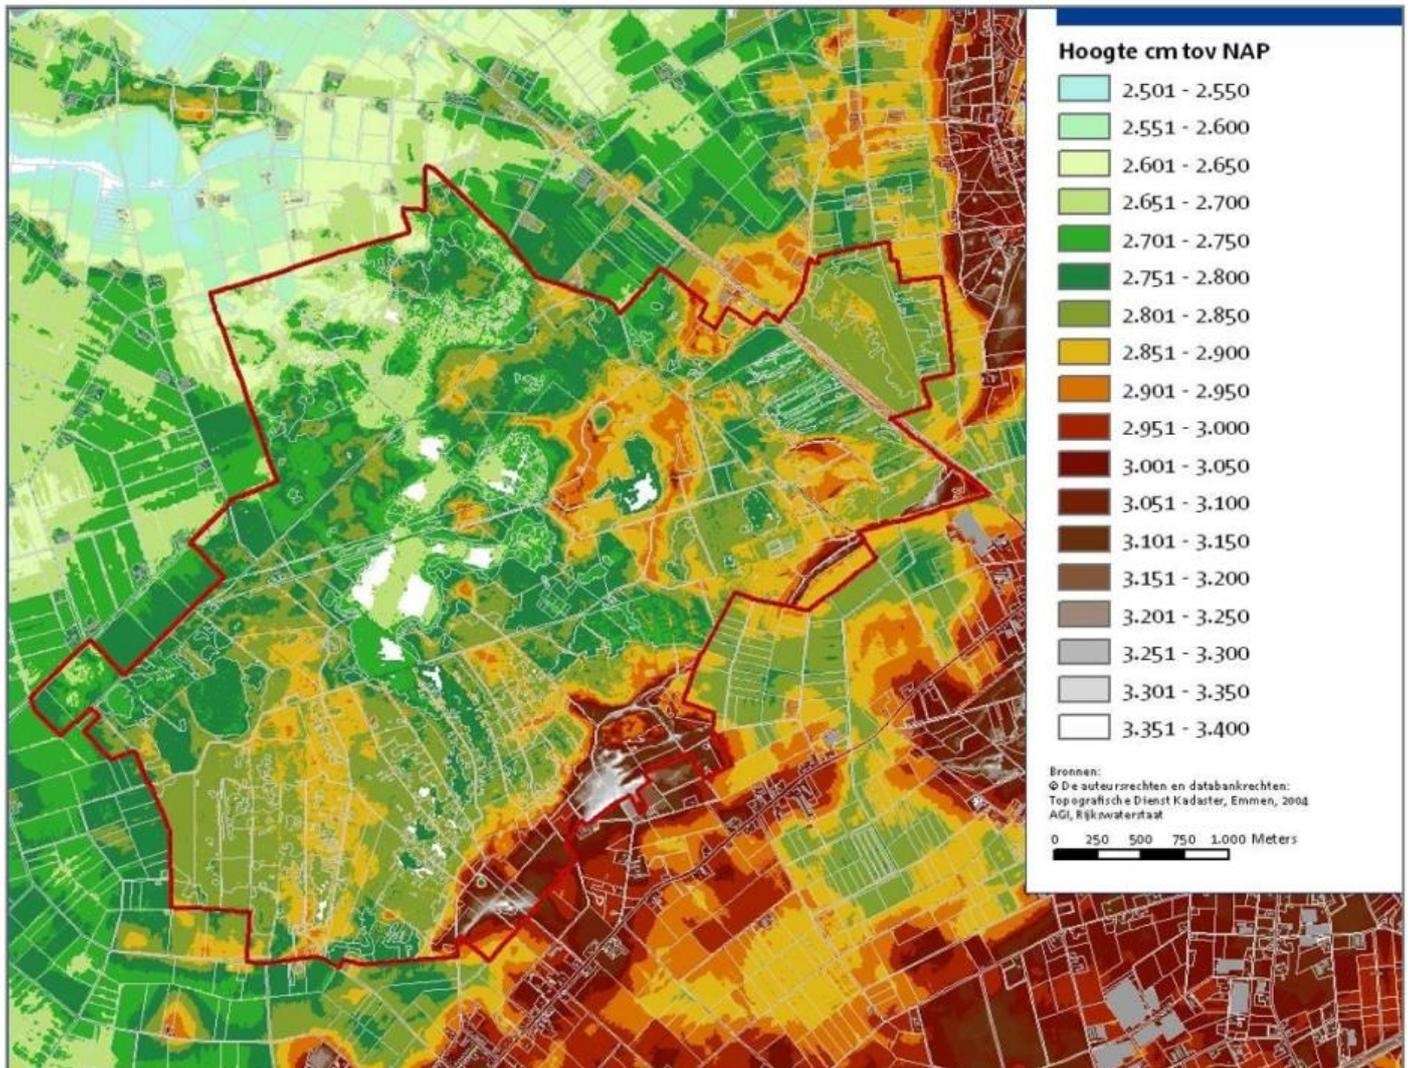 Hoogte cm tov NAP
2.501 - 2.550
2.551 - 2.600
2.601 - 2.650
2.651 - 2.700
2.701 - 2.750
2.751 - 2.800
2.801 - 2.850
2.851 - 2.900
2.901 - 2.950
2.951 - 3.000
3.001 - 3.050
3.051 - 3.100
3.101 - 3.150
3.151 - 3.200
3.201 - 3.250
3.251 - 3.300
3.301 - 3.350
3.351 - 3.400
Bronnen:
© De auteursrechten en databankrechten:
Topografische Dienst Kadaster, Emmen, 2004
AGI, Rijkswaterstaat
0 250 500 750 1.000 Meters